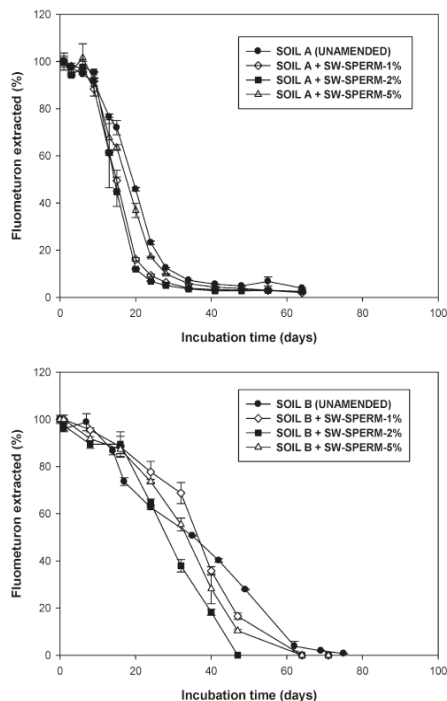 120
100
80
60
40
20
0
Fluometuron extracted (%)
SOIL A (UNAMENDED)
SOIL A + SW-SPERM-1%
SOIL A + SW-SPERM-2%
SOIL A + SW-SPERM-5%
0 20 40 60 80 100
Incubation time (days)
120
100
80
60
40
20
0
Fluometuron extracted (%)
SOIL B (UNAMENDED)
SOIL B + SW-SPERM-1%
SOIL B + SW-SPERM-2%
SOIL B + SW-SPERM-5%
0 20 40 60 80 100
Incubation time (days)